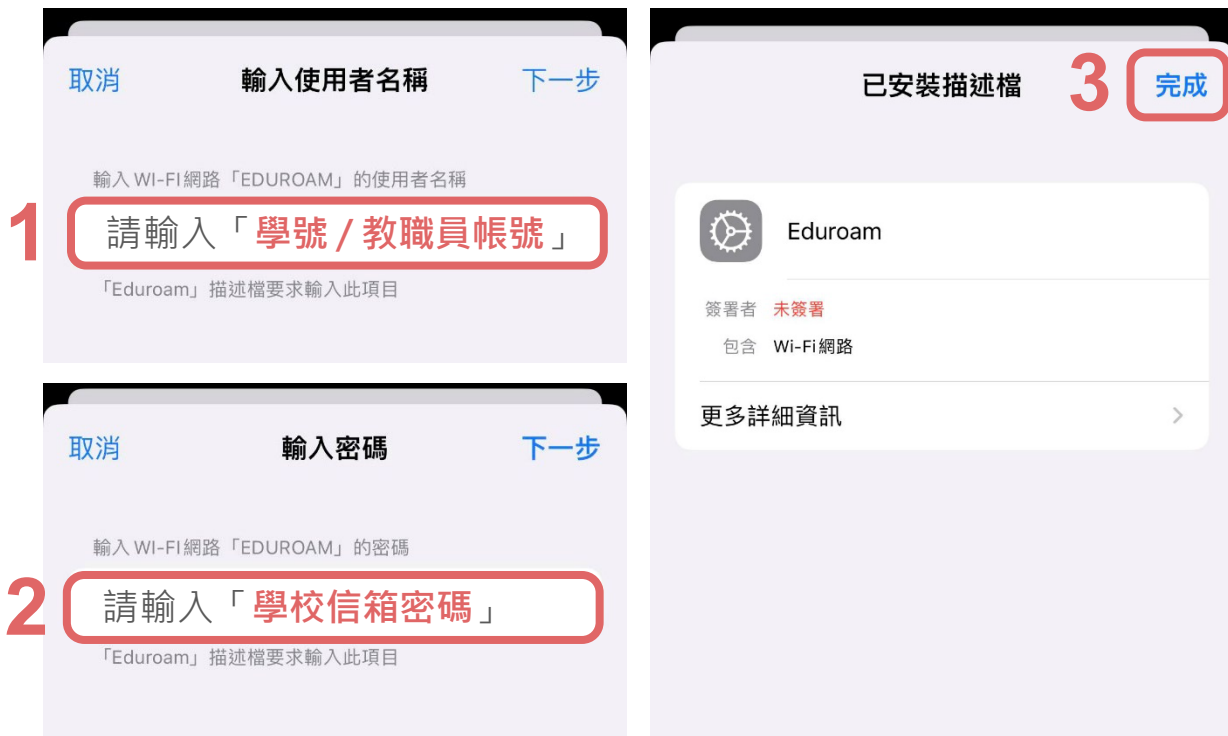 取消 輸入使用者名稱 下一步
輸入 WI-FI 網路「EDUROAM」的使用者名稱
1 請輸入「學號 / 教職員帳號」
「Eduroam」描述檔要求輸入此項目
取消 輸入密碼 下一步
輸入 WI-FI 網路「EDUROAM」的密碼
2 請輸入「學校信箱密碼」
「Eduroam」描述檔要求輸入此項目
已安裝描述檔 3 完成
Eduroam
簽署者 未簽署
包含 Wi-Fi 網路
更多詳細資訊